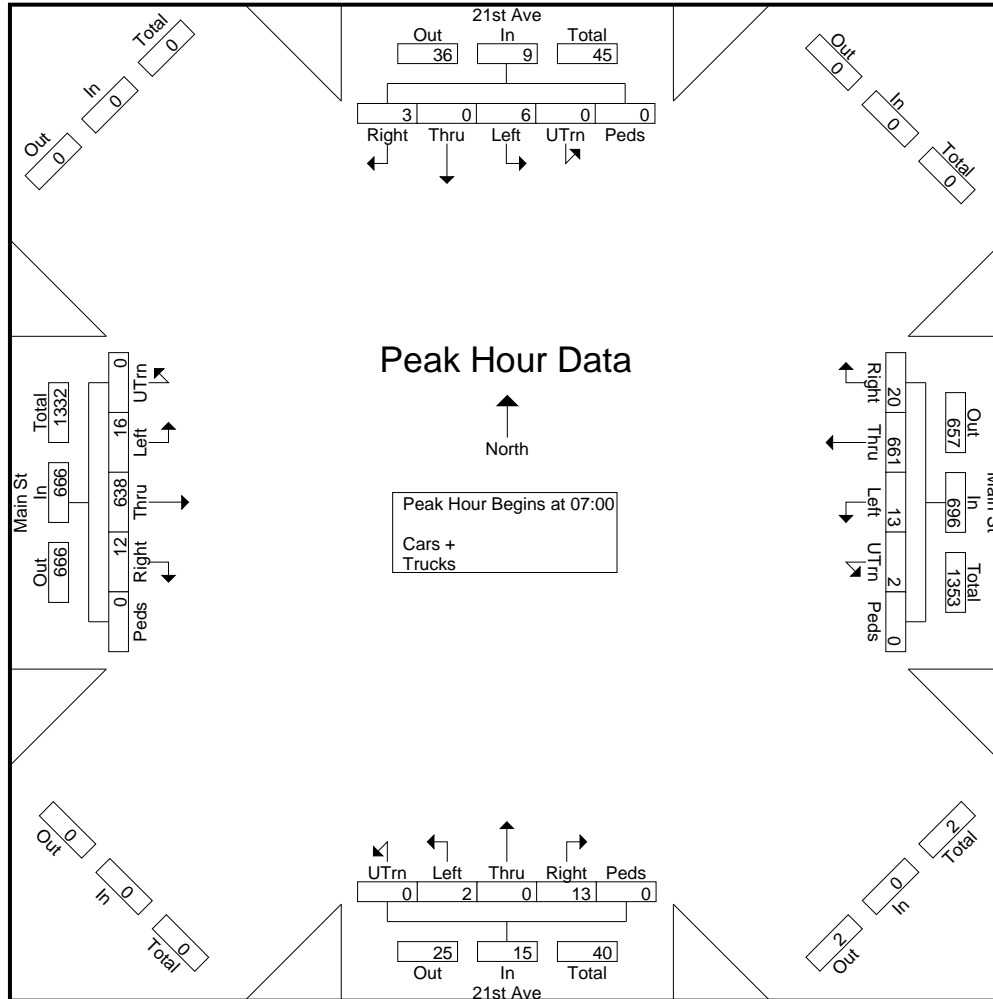 21st Ave
Out In Total
36 9 45
3 0 6 0 0
Right Thru Left UTrn Peds
Total
0
In
0
Out
0
Out
0
In
0
Total
0
Peak Hour Data
North
Peak Hour Begins at 07:00
Cars +
Trucks
Main St
Out In Total
666 666 1332
0 12 638 16 0
Peds Right Thru Left UTrn
Main St
Out In Total
657 696 1353
20 661 13 2 0
Right Thru Left UTrn Peds
UTrn Left Thru Right Peds
0 2 0 13 0
25 15 40
Out In Total
21st Ave
0
Out
0
In
0
Total
2
Total
0
In
2
Out